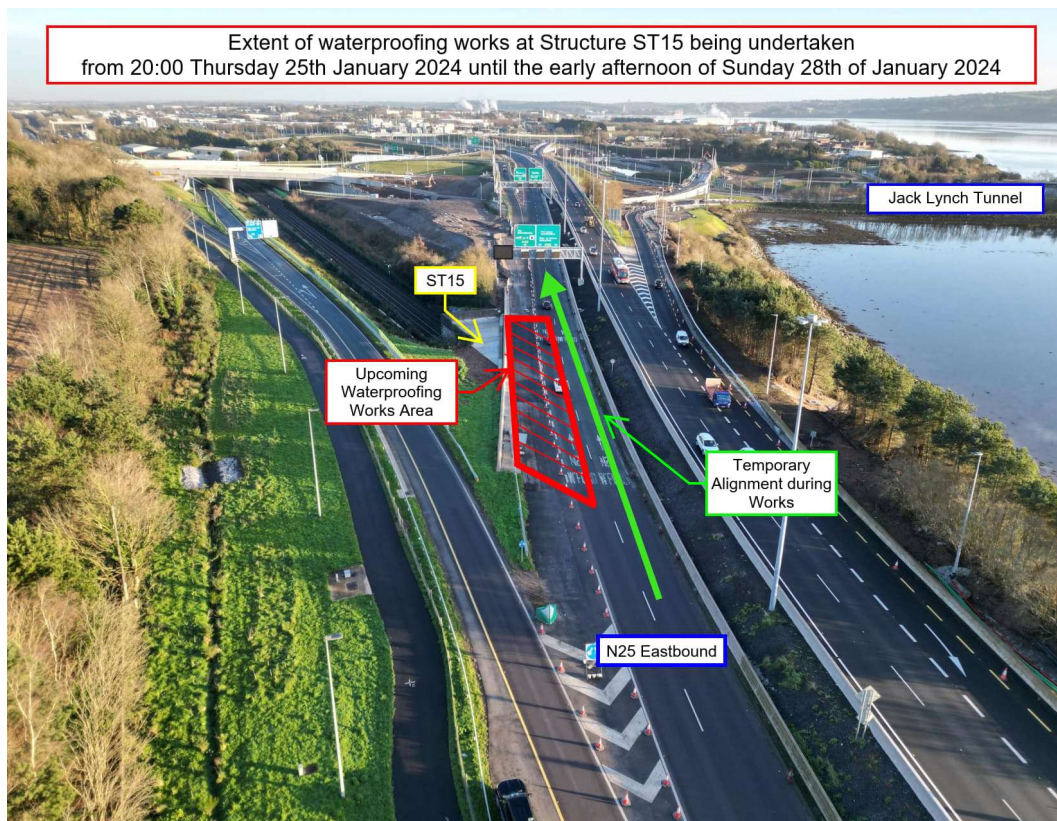 Extent of waterproofing works at Structure ST15 being undertaken
from 20:00 Thursday 25th January 2024 until the early afternoon of Sunday 28th of January 2024
Jack Lynch Tunnel
ST15
Upcoming
Waterproofing
Works Area
Temporary
Alignment during
Works
N25 Eastbound